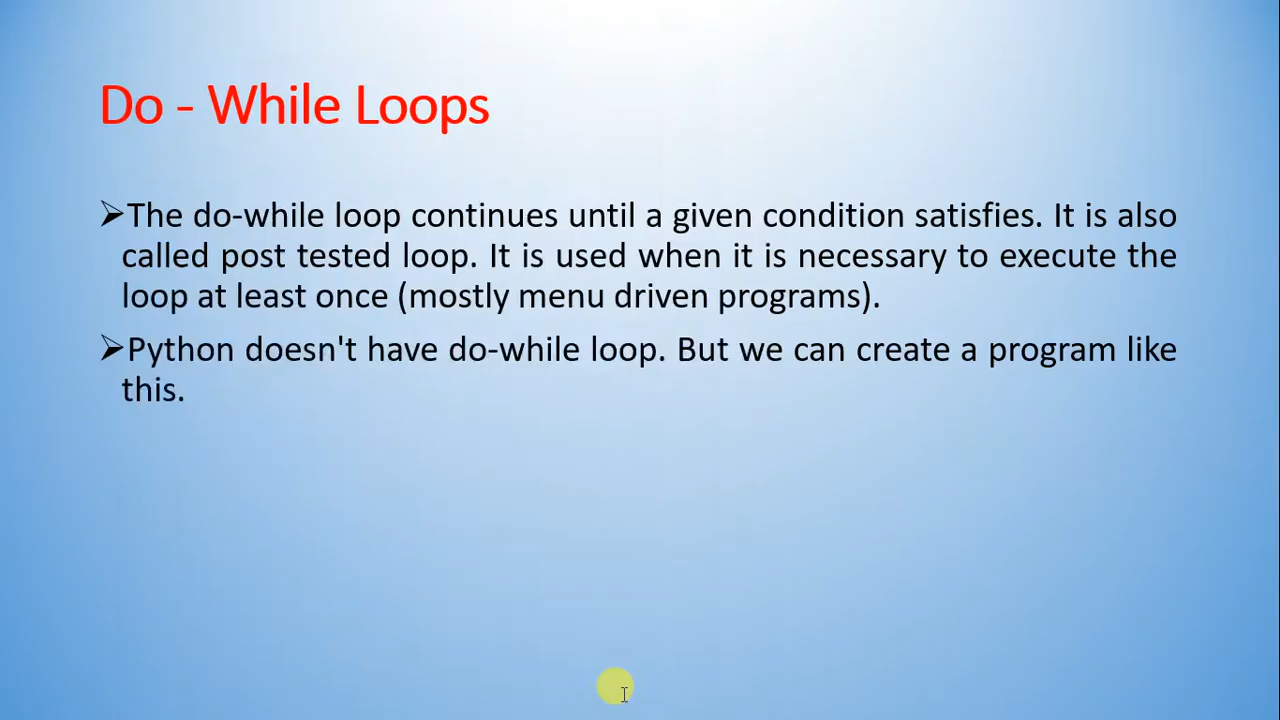 Do - While Loops
➢The do-while loop continues until a given condition satisfies. It is also
called post tested loop. It is used when it is necessary to execute the
loop at least once (mostly menu driven programs).
➢Python doesn't have do-while loop. But we can create a program like
this.